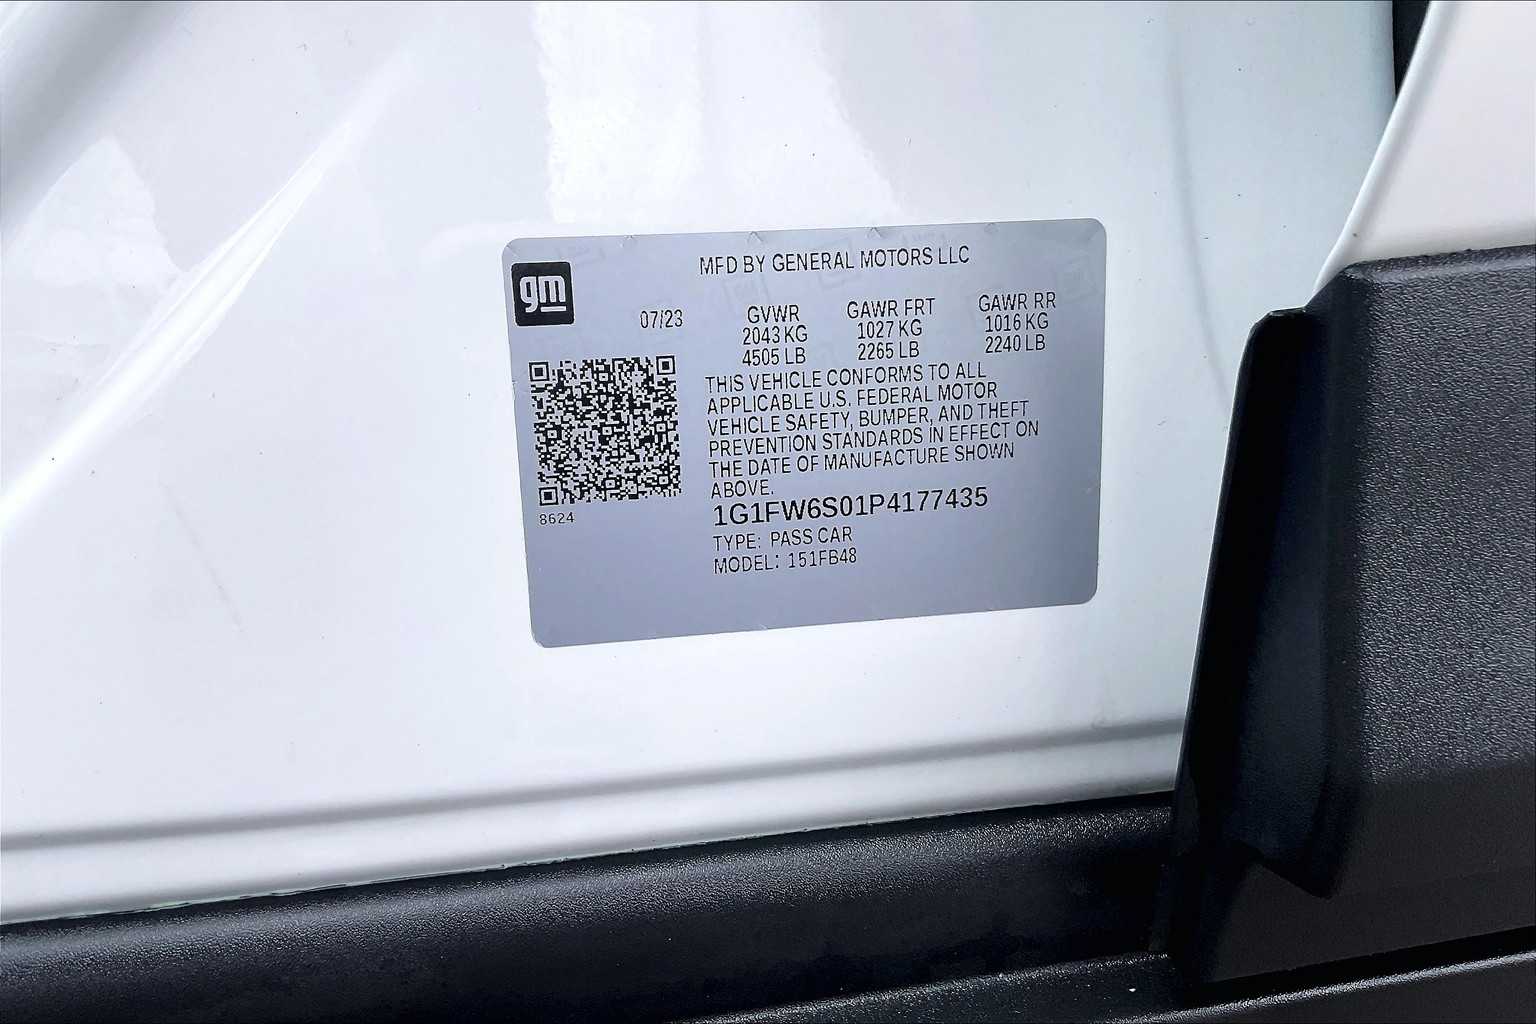 MFD BY GENERAL MOTORS LLC
gm
07/23
GVWR GAWR FRT GAWR RR
2043 KG 1027 KG 1016 KG
4505 LB 2265 LB 2240 LB
THIS VEHICLE CONFORMS TO ALL
APPLICABLE U.S. FEDERAL MOTOR
VEHICLE SAFETY, BUMPER, AND THEFT
PREVENTION STANDARDS IN EFFECT ON
THE DATE OF MANUFACTURE SHOWN
ABOVE.
8624
1G1FW6S01P4177435
TYPE: PASS CAR
MODEL: 151FB48